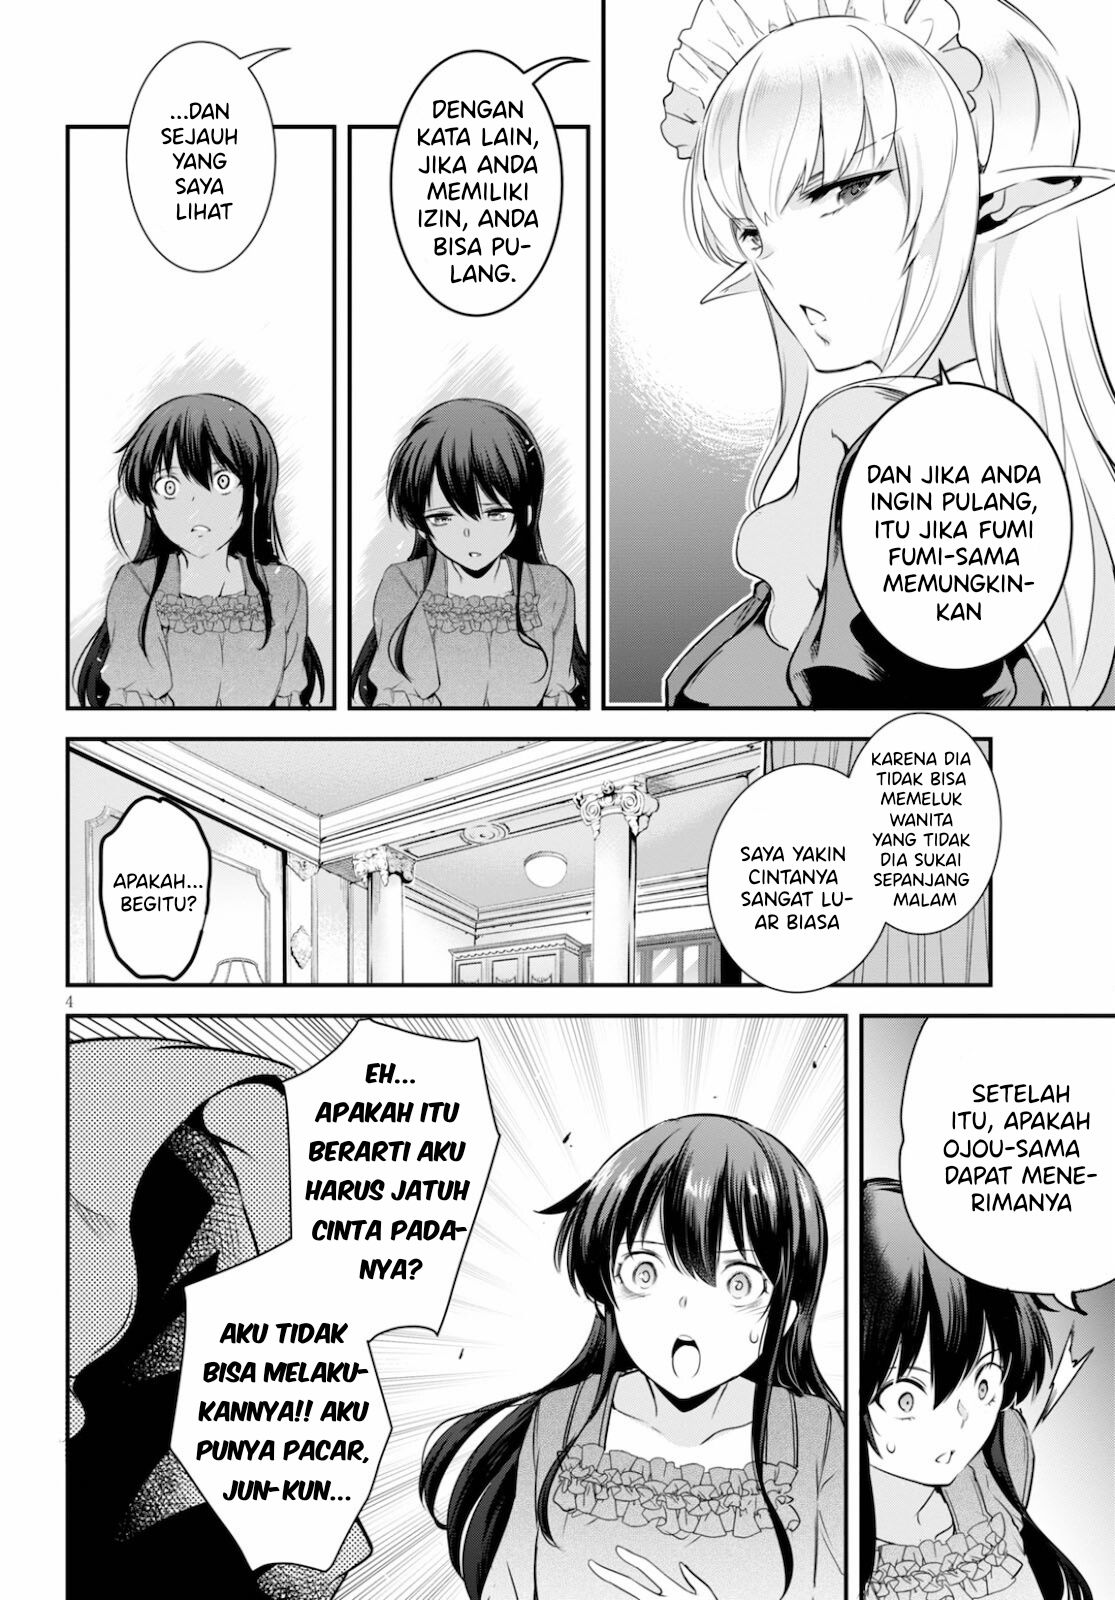 DAN JIKA ANDA
INGIN PULANG,
ITU JIKA FUMI
FUMI-SAMA
MEMUNGKIN-
KAN
DENGAN
KATA LAIN,
JIKA ANDA
MEMILIKI
IZIN, ANDA
BISA PU-
LANG.
...DAN
SEJAUH
YANG
SAYA
LIHAT
KARENA DIA
TIDAK BISA
MEMELUK
WANITA
YANG TIDAK
DIA SUKAI
SEPANJANG
MALAM
SAYA YAKIN
CINTANYA
SANGAT LU-
AR BIASA
APAKAH...
BEGITU?
4
SETELAH
ITU, APAKAH
OJOU-SAMA
DAPAT MENE-
RIMANYA
EH...
APAKAH ITU
BERARTI AKU
HARUS JATUH
CINTA PADA-
NYA?
AKU TIDAK
BISA MELAKU-
KANNYA!! AKU
PUNYA PACAR,
JUN-KUN...